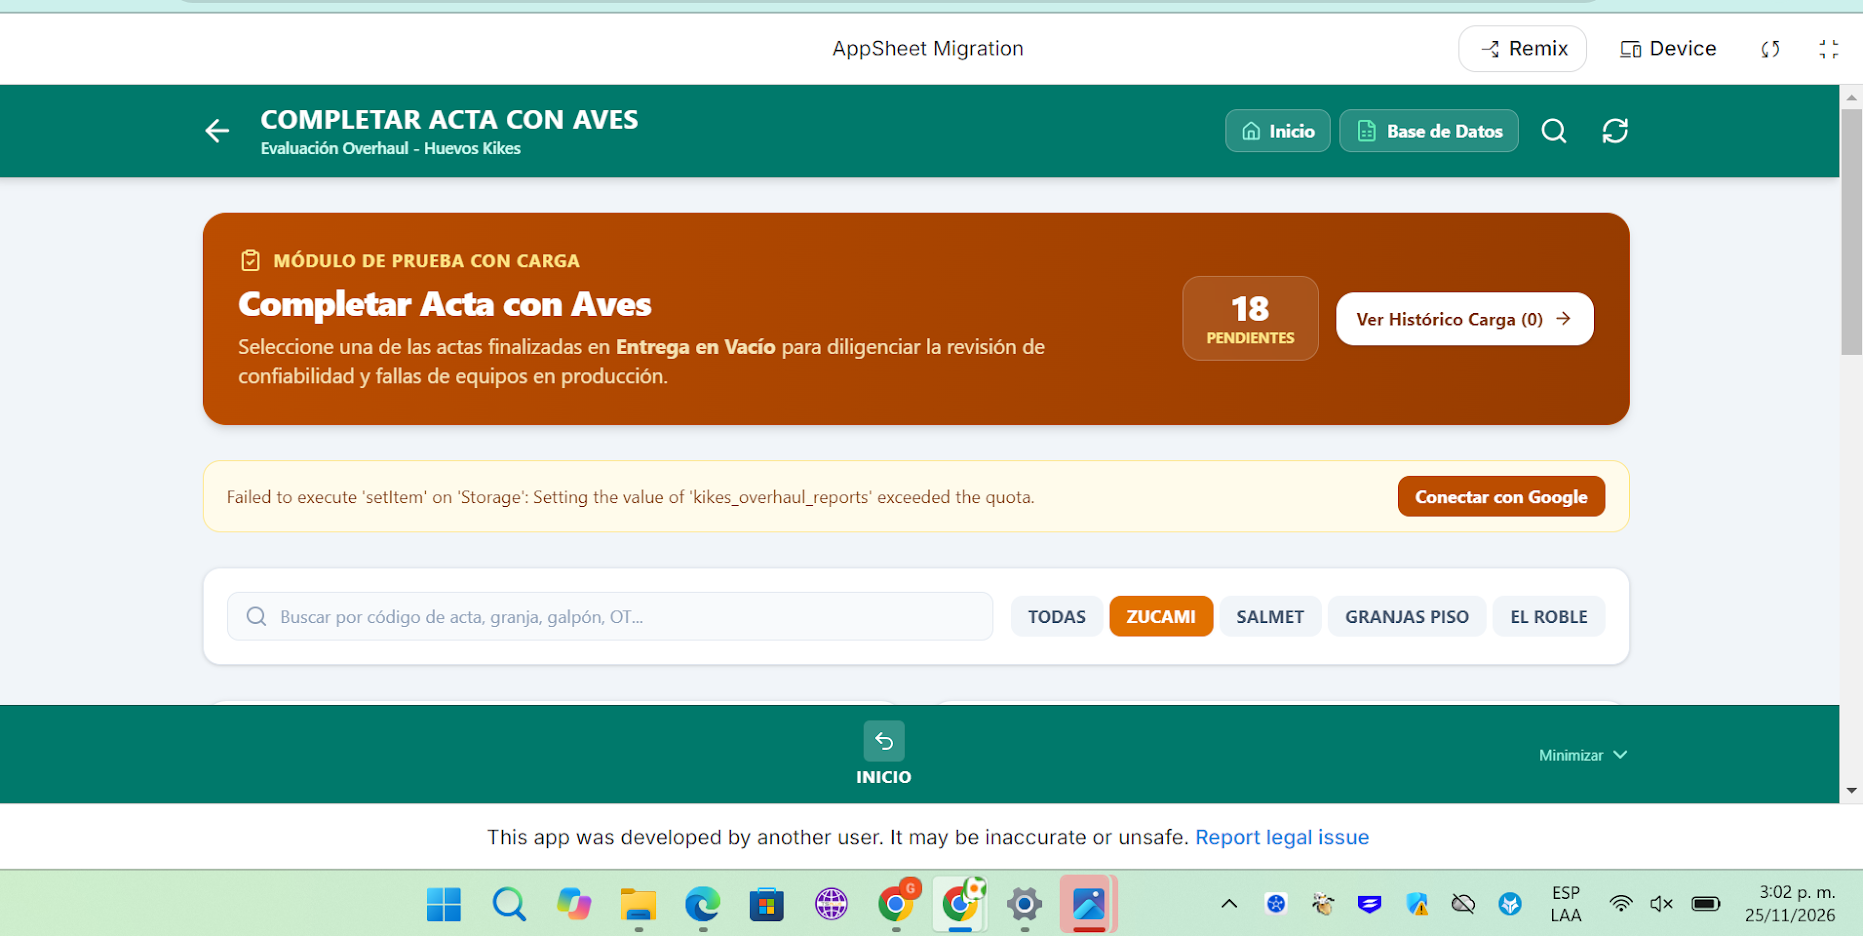 AppSheet Migration
Remix
Device
COMPLETAR ACTA CON AVES
Evaluación Overhaul - Huevos Kikes
Inicio
Base de Datos
MÓDULO DE PRUEBA CON CARGA
Completar Acta con Aves
Seleccione una de las actas finalizadas en Entrega en Vacío para diligenciar la revisión de
confiabilidad y fallas de equipos en producción.
18
PENDIENTES
Ver Histórico Carga (0)
Failed to execute 'setItem' on 'Storage': Setting the value of 'kikes_overhaul_reports' exceeded the quota.
Conectar con Google
Buscar por código de acta, granja, galpón, OT...
TODAS
ZUCAMI
SALMET
GRANJAS PISO
EL ROBLE
INICIO
Minimizar
This app was developed by another user. It may be inaccurate or unsafe. Report legal issue
G
ESP
LAA
3:02 p. m.
25/11/2026